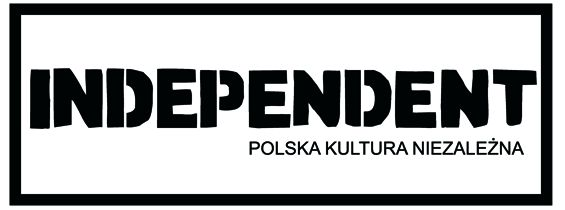 INDEPENDENT
POLSKA KULTURA NIEZALEŻNA